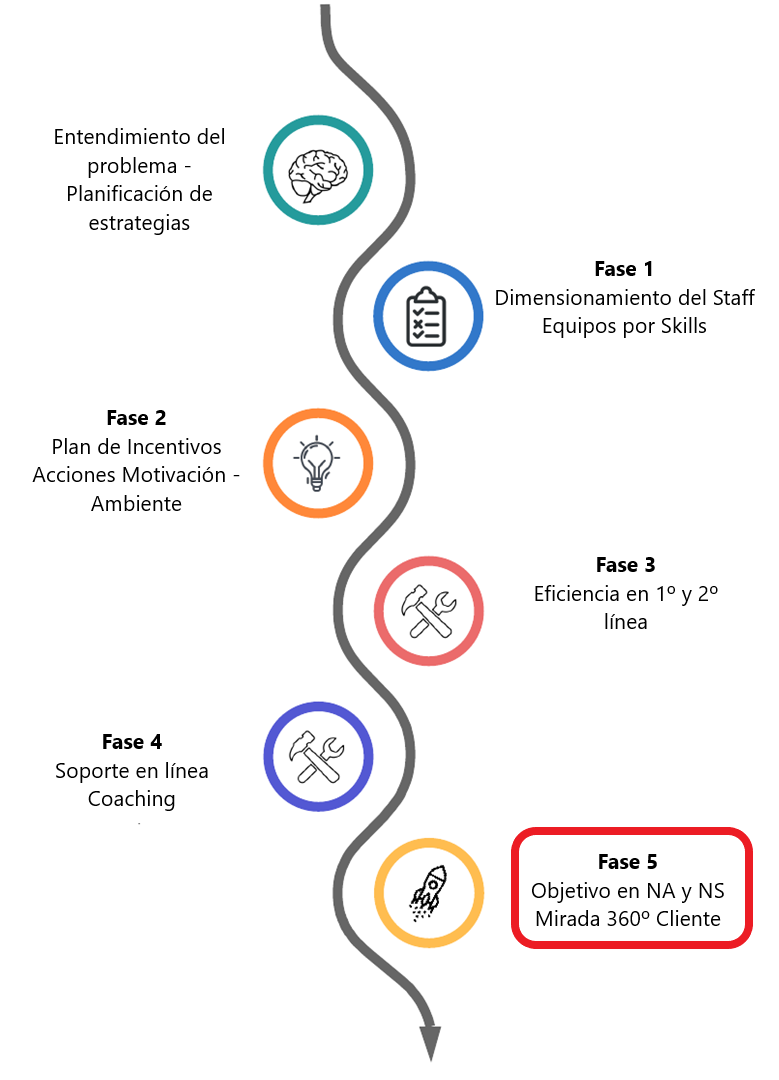 Entendimiento del
problema -
Planificación de
estrategias
Fase 1
Dimensionamiento del Staff
Equipos por Skills
Fase 2
Plan de Incentivos
Acciones Motivación -
Ambiente
Fase 3
Eficiencia en 1º y 2º
línea
Fase 4
Soporte en línea
Coaching
Fase 5
Objetivo en NA y NS
Mirada 360º Cliente